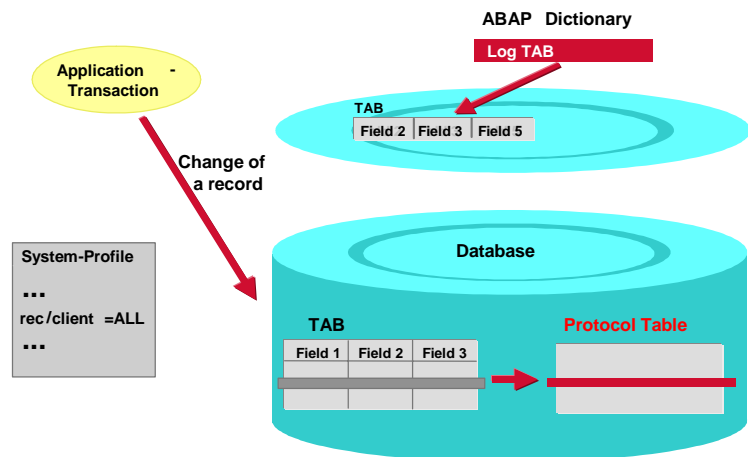 ABAP Dictionary
Log TAB
Application -
Transaction
TAB
Field 2 Field 3 Field 5
Change of
a record
System-Profile
...
rec/client =ALL
...
Database
TAB
Protocol Table
Field 1 Field 2 Field 3